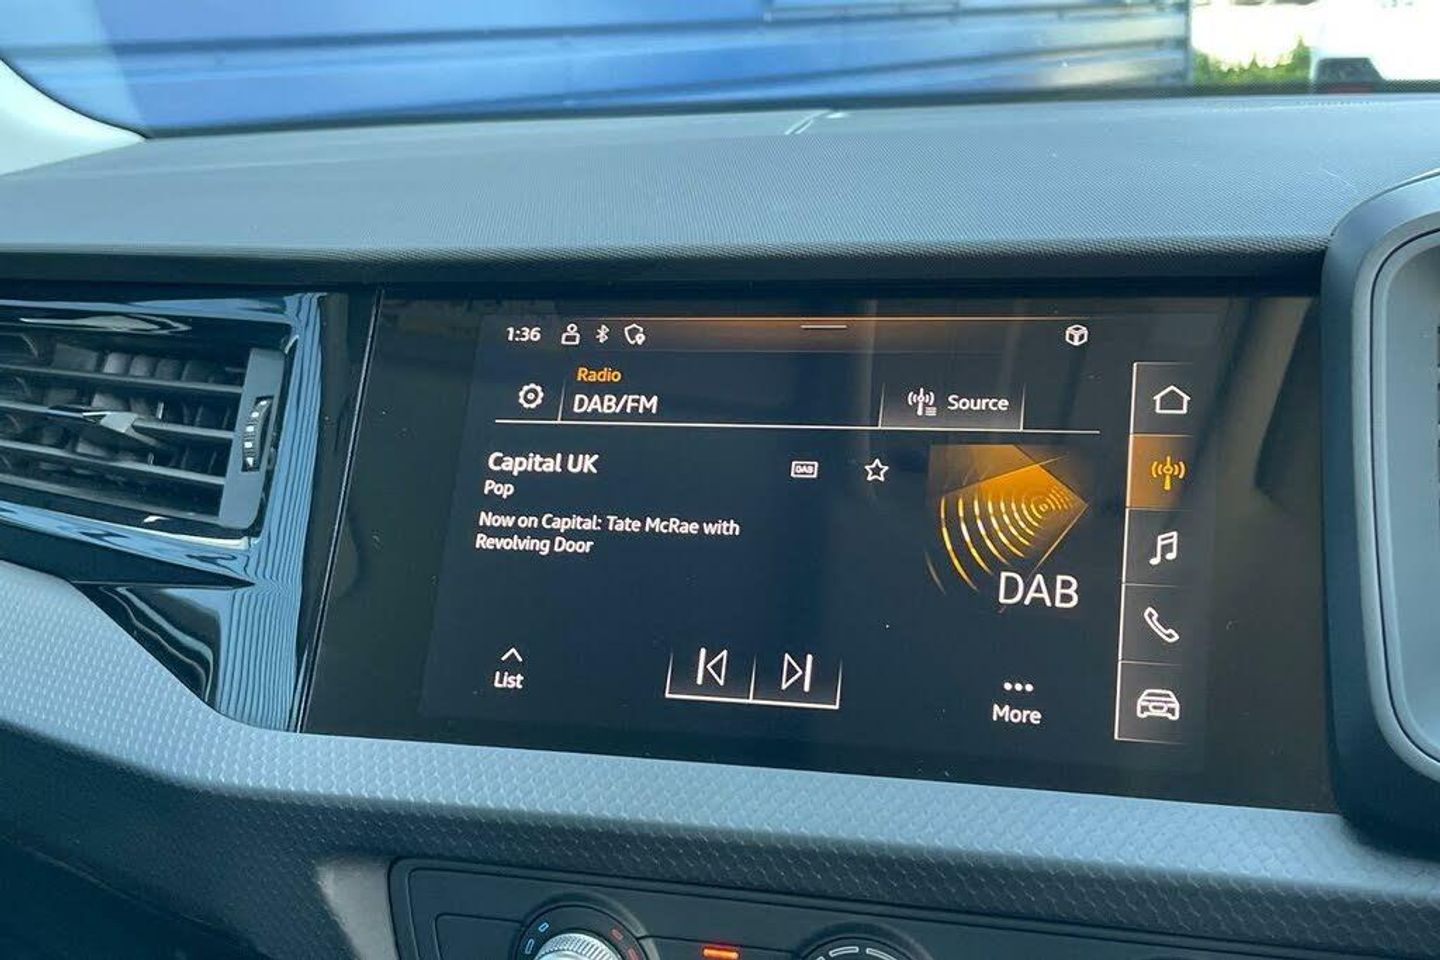 1:36
Radio
DAB/FM
Source
Capital UK
DAB
Pop
Now on Capital: Tate McRae with
Revolving Door
DAB
List
More